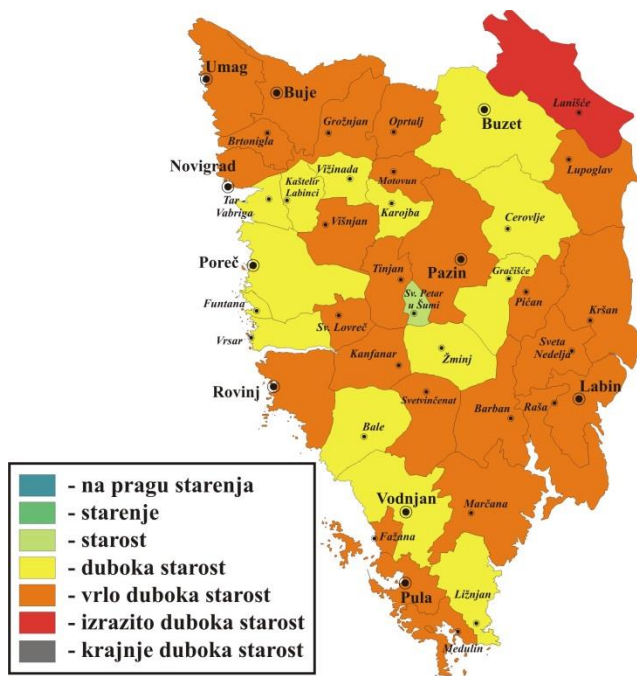 Umag
Buje
Lanišće
Buzet
Brtonigla
Grožnjan
Oprtalj
Novigrad
Lupoglav
Vižinada
Motovun
Kaštelir
Labinci
Tar -
Vabriga
Karojba
Cerovlje
Višnjan
Poreč
Pazin
Tinjan
Gračišće
Sv. Petar
u Šumi
Pićan
Funtana
Sv. Lovreč
Kršan
Vrsar
Sveta
Nedelja
Kanfanar
Žminj
Rovinj
Labin
Svetvinčenat
Barban
Raša
Bale
- na pragu starenja
- starenje
- starost
- duboka starost
- vrlo duboka starost
- izrazito duboka starost
- krajnje duboka starost
Vodnjan
Marčana
Fažana
Pula
Ližnjan
Medulin